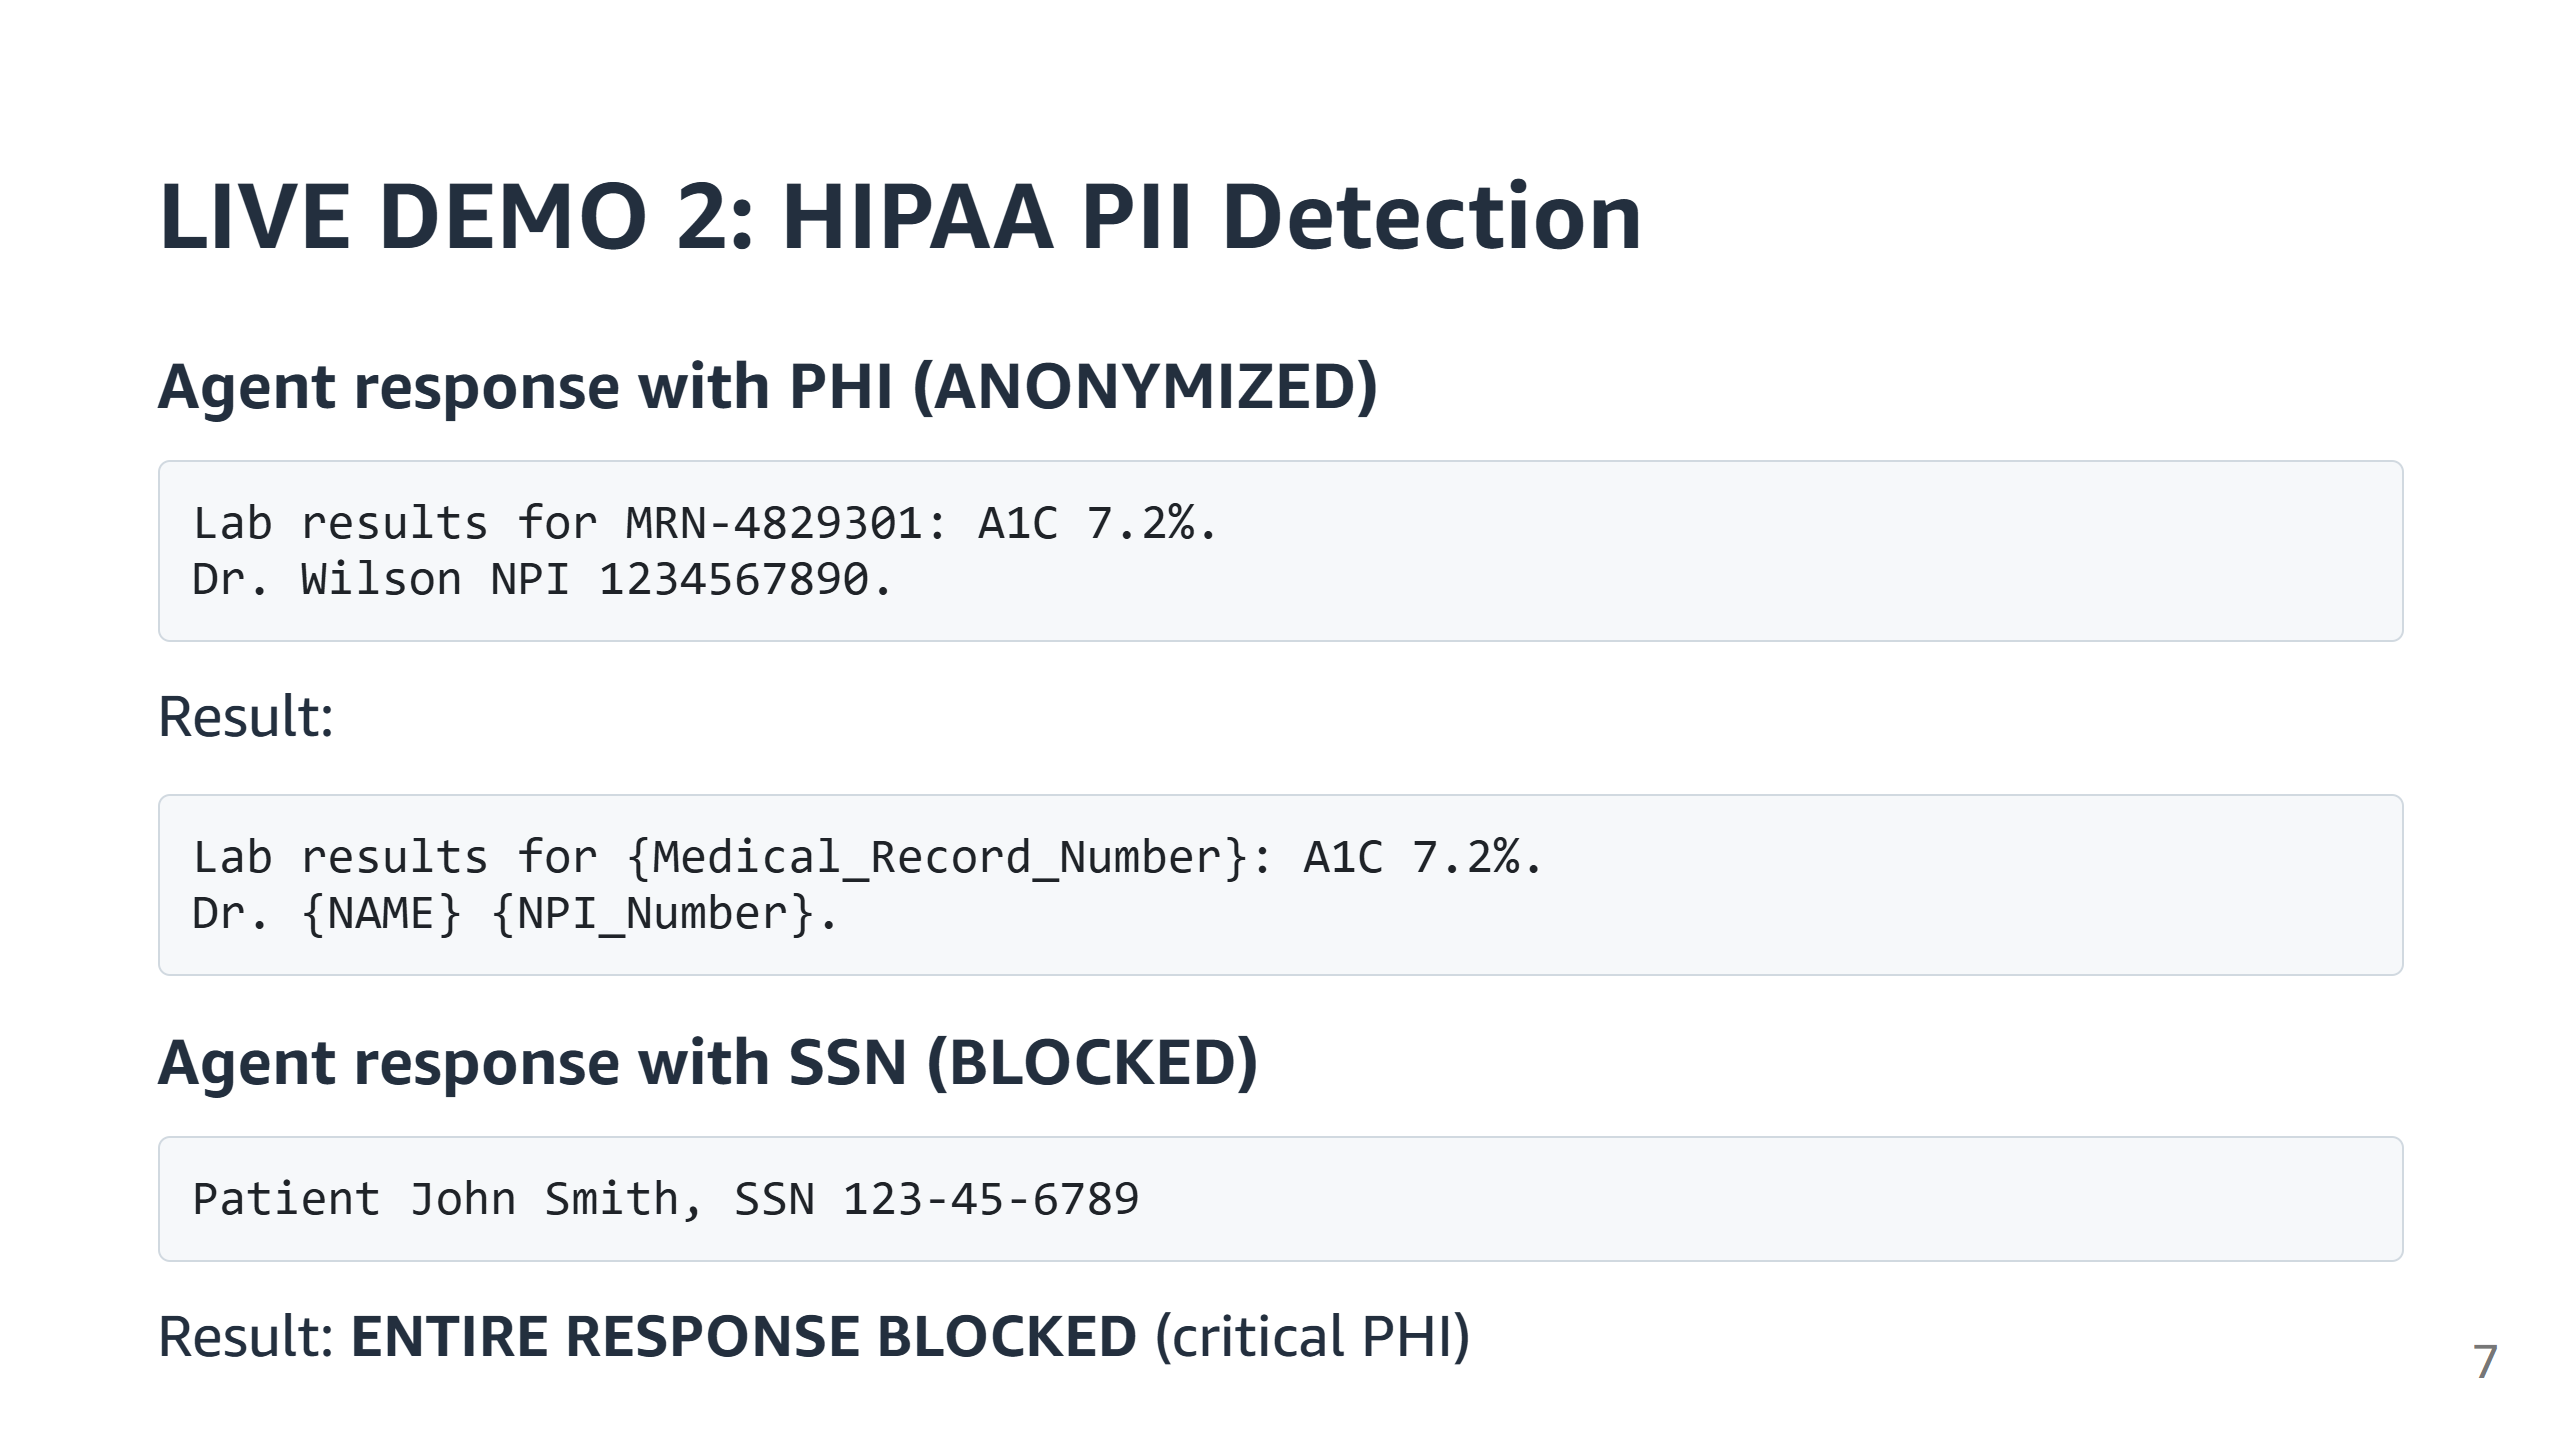 LIVE DEMO 2: HIPAA PII Detection
Agent response with PHI (ANONYMIZED)
Lab results for MRN-4829301: A1C 7.2%.
Dr. Wilson NPI 1234567890.
Result:
Lab results for {Medical_Record_Number}: A1C 7.2%.
Dr. {NAME} {NPI_Number}.
Agent response with SSN (BLOCKED)
Patient John Smith, SSN 123-45-6789
Result: ENTIRE RESPONSE BLOCKED (critical PHI)
7